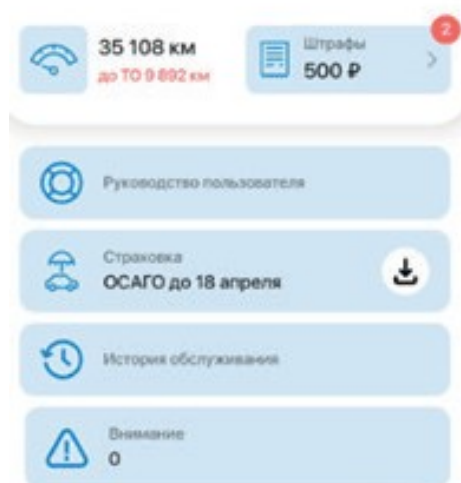 2
35 108 км
до ТО 9 892 км
Штрафы
500 ₽
Руководство пользователя
Страховка
ОСАГО до 18 апреля
История обслуживания
Внимание
0